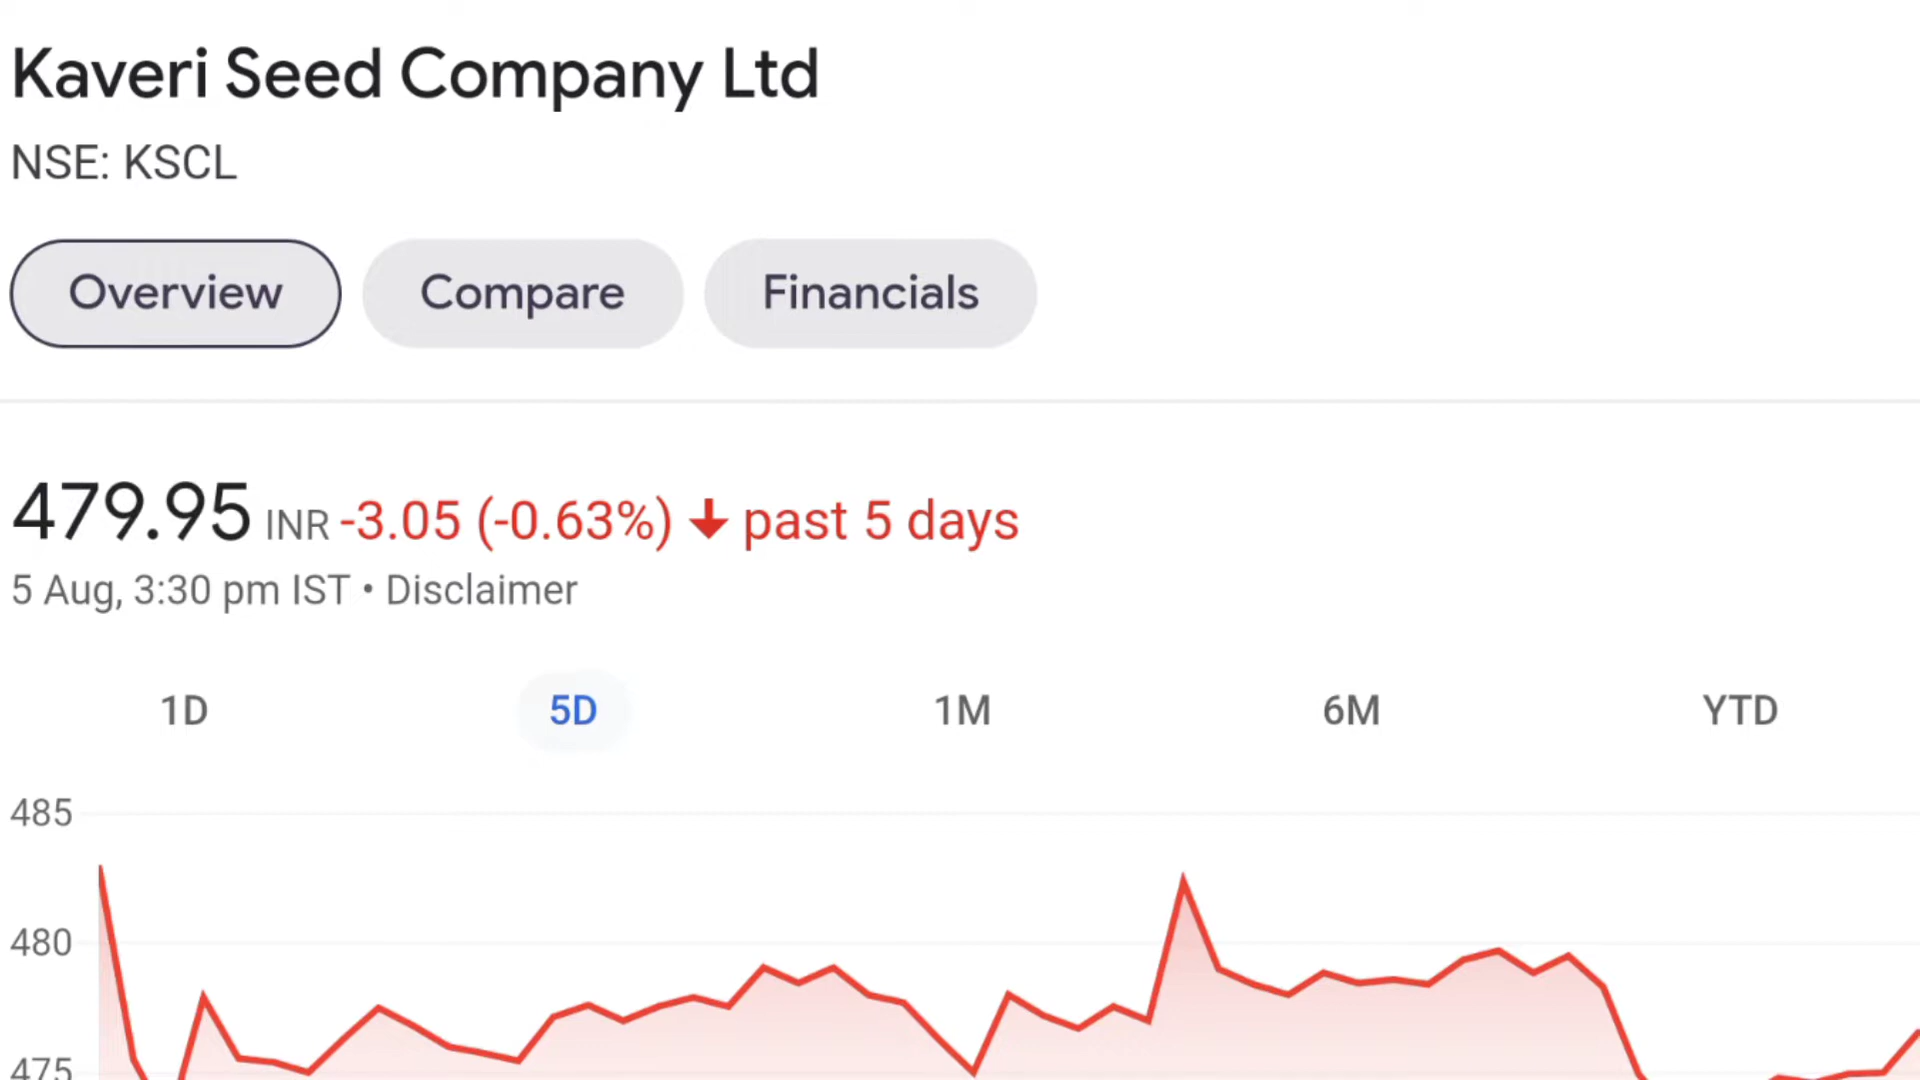 Kaveri Seed Company Ltd
NSE: KSCL
Overview Compare Financials
479.95 INR -3.05 (-0.63%) ↓ past 5 days
5 Aug, 3:30 pm IST • Disclaimer
1D 5D 1M 6M YTD
485
480
475